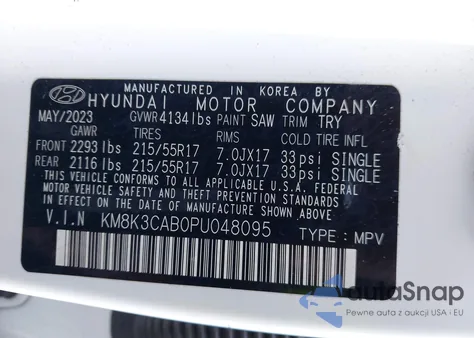 MANUFACTURED IN KOREA BY
HYUNDAI MOTOR COMPANY
MAY/2023 GVWR 4134 lbs PAINT SAW TRIM TRY
GAWR TIRES RIMS COLD TIRE INFL
FRONT 2293 lbs 215/55R17 7.0JX17 33psi SINGLE
REAR 2116 lbs 215/55R17 7.0JX17 33psi SINGLE
THIS VEHICLE CONFORMS TO ALL APPLICABLE U.S.A. FEDERAL
MOTOR VEHICLE SAFETY AND THEFT PREVENTION STANDARDS
IN EFFECT ON THE DATE OF MANUFACTURE SHOWN ABOVE.
V.I.N KM8K3CAB0PU048095 TYPE : MPV
autoSnap
Pewne auta z aukcji USA i EU